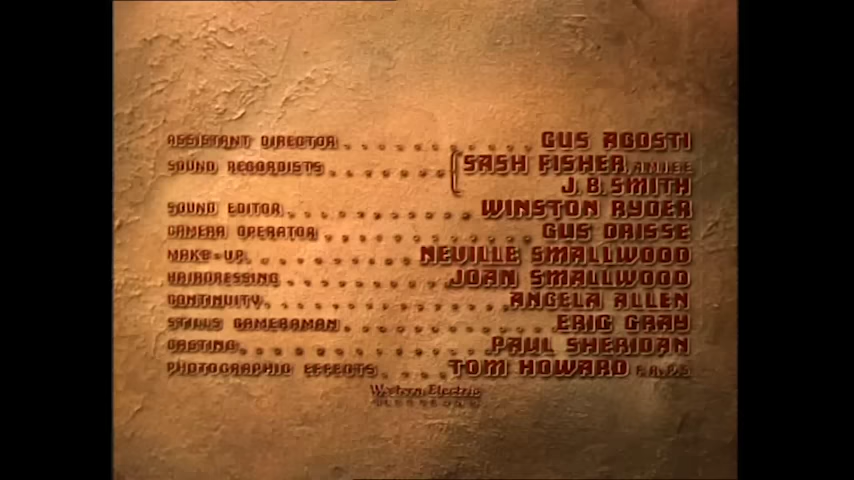 ASSISTANT DIRECTOR . . . . . . . . . . . GUS AGOSTI
SOUND RECORDISTS . . . . . . . . SASH FISHER, A.M.I.E.E.
J. B. SMITH
SOUND EDITOR . . . . . . . . . . . WINSTON RYDER
CAMERA OPERATOR . . . . . . . . . . . GUS DRISSE
MAKE-UP . . . . . . . . . . . NEVILLE SMALLWOOD
HAIRDRESSING . . . . . . . . . . JOAN SMALLWOOD
CONTINUITY . . . . . . . . . . . . . ANGELA ALLEN
STILLS CAMERAMAN . . . . . . . . . . . ERIC GRAY
CASTING . . . . . . . . . . . . . . PAUL SHERIDAN
PHOTOGRAPHIC EFFECTS . . . . TOM HOWARD F.R.P.S.
Western Electric